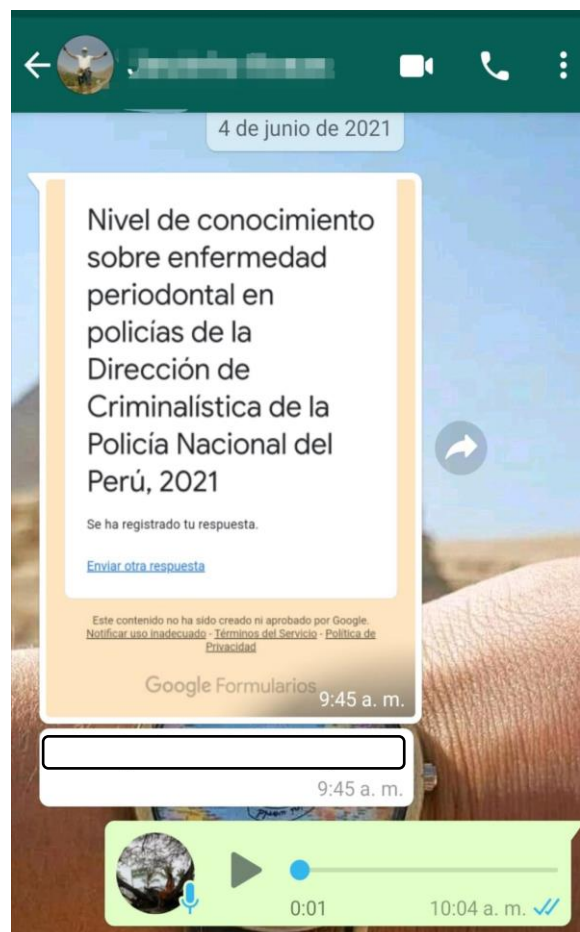 4 de junio de 2021
Nivel de conocimiento
sobre enfermedad
periodontal en
policías de la
Dirección de
Criminalística de la
Policía Nacional del
Perú, 2021
Se ha registrado tu respuesta.
Enviar otra respuesta
Este contenido no ha sido creado ni aprobado por Google.
Notificar uso inadecuado - Términos del Servicio - Política de
Privacidad
Google Formularios
9:45 a. m.
9:45 a. m.
0:01 10:04 a. m.